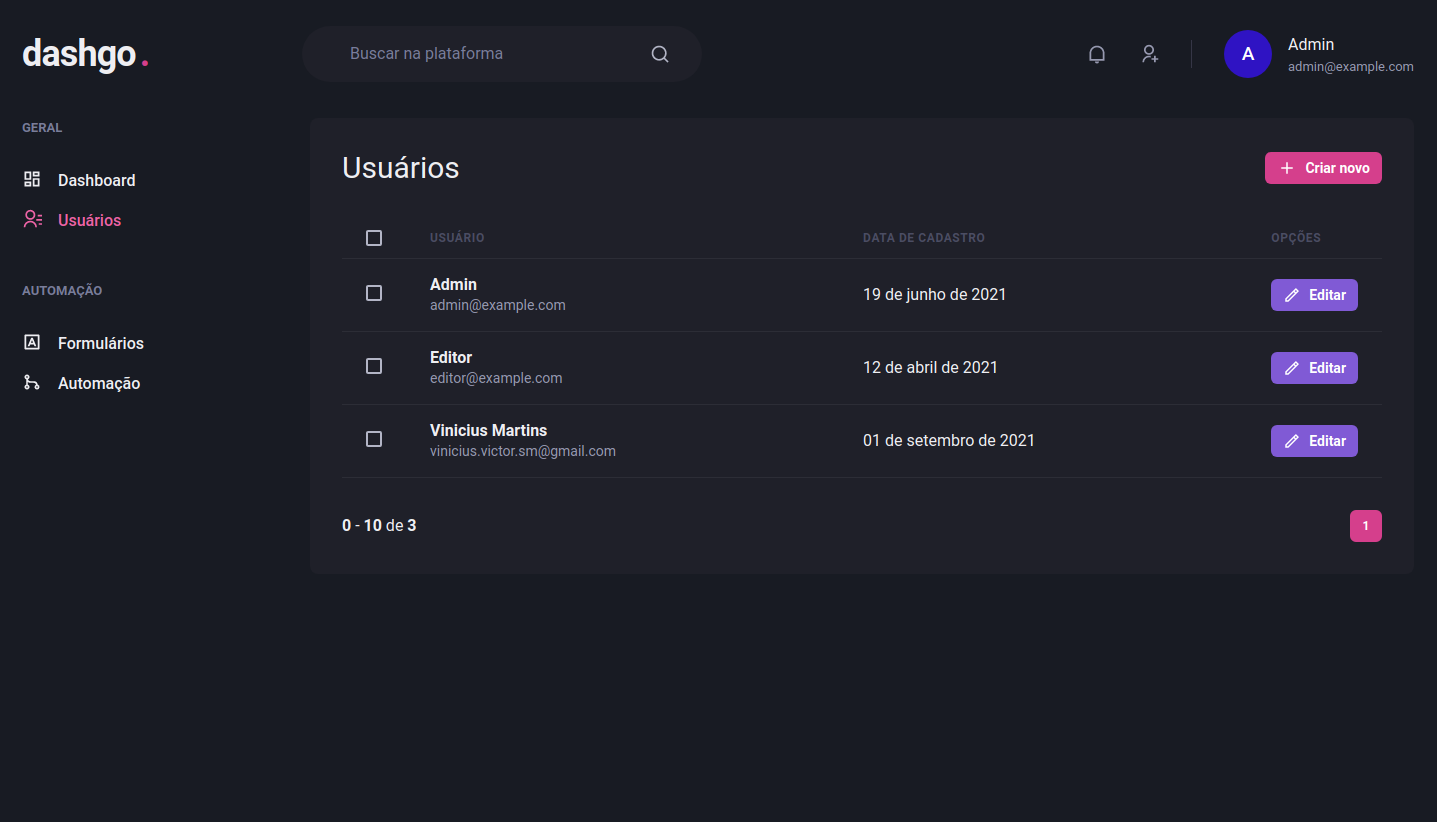 dashgo.
Buscar na plataforma
A
Admin
admin@example.com
GERAL
Dashboard
Usuários
AUTOMAÇÃO
Formulários
Automação
Usuários
Criar novo
USUÁRIO DATA DE CADASTRO OPÇÕES
Admin
admin@example.com
19 de junho de 2021
Editar
Editor
editor@example.com
12 de abril de 2021
Editar
Vinicius Martins
vinicius.victor.sm@gmail.com
01 de setembro de 2021
Editar
0 - 10 de 3
1